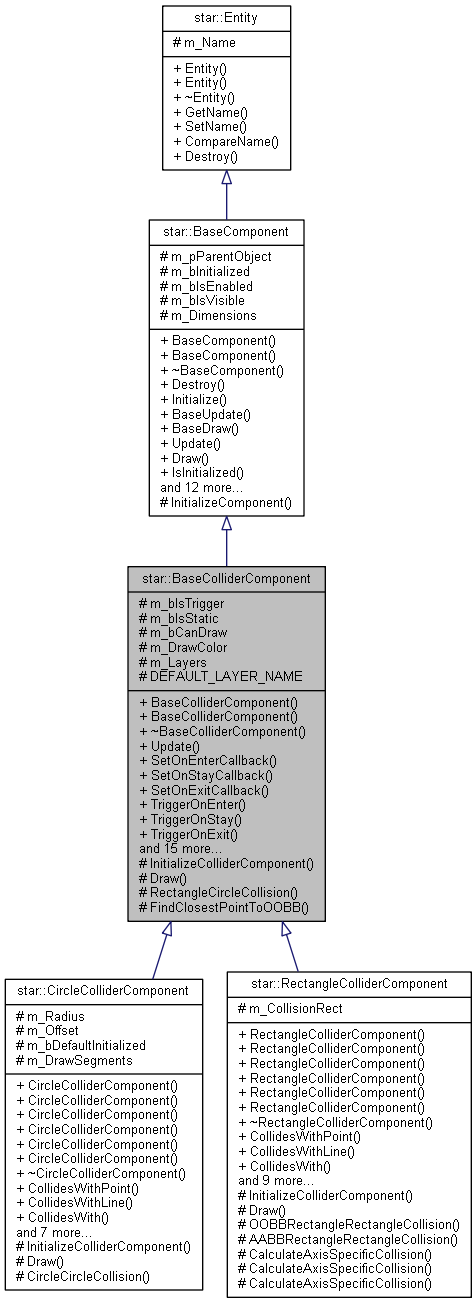 star::Entity
# m_Name
+ Entity()
+ Entity()
+ ~Entity()
+ GetName()
+ SetName()
+ CompareName()
+ Destroy()
star::BaseComponent
# m_pParentObject
# m_bInitialized
# m_bIsEnabled
# m_bIsVisible
# m_Dimensions
+ BaseComponent()
+ BaseComponent()
+ ~BaseComponent()
+ Destroy()
+ Initialize()
+ BaseUpdate()
+ BaseDraw()
+ Update()
+ Draw()
+ IsInitialized()
and 12 more...
# InitializeComponent()
star::BaseColliderComponent
# m_bIsTrigger
# m_bIsStatic
# m_bCanDraw
# m_DrawColor
# m_Layers
# DEFAULT_LAYER_NAME
+ BaseColliderComponent()
+ BaseColliderComponent()
+ ~BaseColliderComponent()
+ Update()
+ SetOnEnterCallback()
+ SetOnStayCallback()
+ SetOnExitCallback()
+ TriggerOnEnter()
+ TriggerOnStay()
+ TriggerOnExit()
and 15 more...
# InitializeColliderComponent()
# Draw()
# RectangleCircleCollision()
# FindClosestPointToOOBB()
star::CircleColliderComponent
# m_Radius
# m_Offset
# m_bDefaultInitialized
# m_DrawSegments
+ CircleColliderComponent()
+ CircleColliderComponent()
+ CircleColliderComponent()
+ CircleColliderComponent()
+ CircleColliderComponent()
+ CircleColliderComponent()
+ ~CircleColliderComponent()
+ CollidesWithPoint()
+ CollidesWithLine()
+ CollidesWith()
and 7 more...
# InitializeColliderComponent()
# Draw()
# CircleCircleCollision()
star::RectangleColliderComponent
# m_CollisionRect
+ RectangleColliderComponent()
+ RectangleColliderComponent()
+ RectangleColliderComponent()
+ RectangleColliderComponent()
+ RectangleColliderComponent()
+ RectangleColliderComponent()
+ ~RectangleColliderComponent()
+ CollidesWithPoint()
+ CollidesWithLine()
+ CollidesWith()
and 9 more...
# InitializeColliderComponent()
# Draw()
# OOBBRectangleRectangleCollision()
# AABBRectangleRectangleCollision()
# CalculateAxisSpecificCollision()
# CalculateAxisSpecificCollision()
# CalculateAxisSpecificCollision()